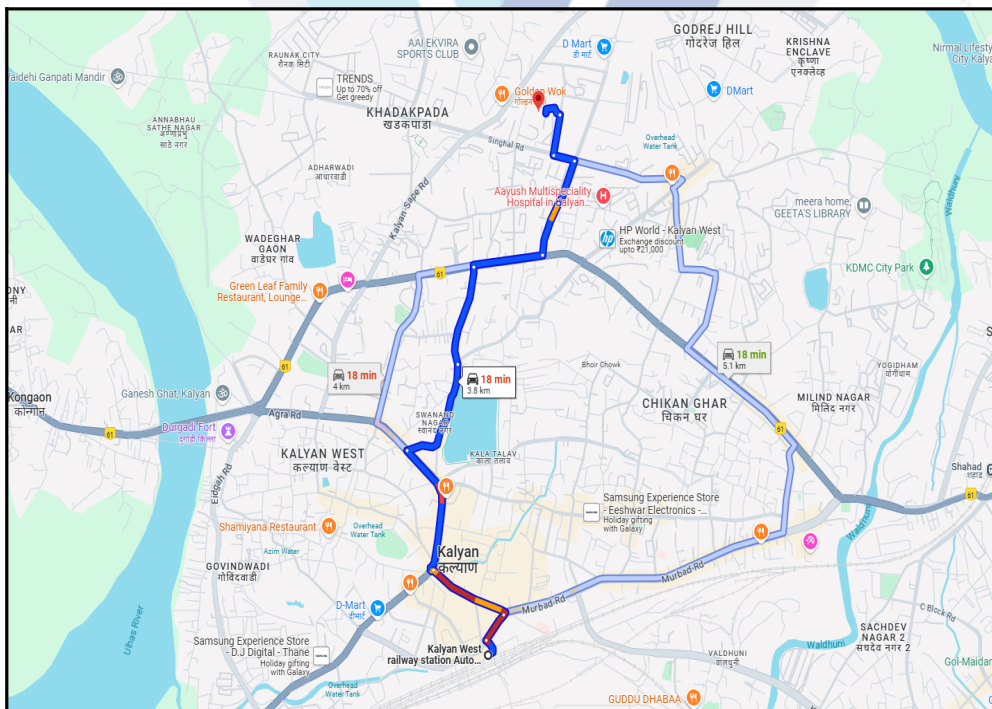 GODREJ HILL
गोदरेज हिल
AAI EKVIRA
SPORTS CLUB
D Mart
डी मार्ट
KRISHNA
ENCLAVE
कृष्णा
एनक्लेव्ह
Nirmal Lifesty
City Kalya
RAUNAK CITY
रौनक सिटी
Vaidehi Ganpati Mandir
TRENDS
Up to 70% off
Get greedy
Golden Wok
DMart
KHADAKPADA
खडकपाडा
ANNABHAU
SATHE NAGAR
अण्णाभाऊ
साठे नगर
Singhal Rd
Overhead
Water Tank
ADHARWADI
आधारवाडी
Kalyan-Sape Rd
Aayush Multispeciality
Hospital in Kalyan...
meera home,
GEETA'S LIBRARY
Waldhuni
HP World - Kalyan West
Exchange discount
upto ₹21,000
WADEGHAR
GAON
वाडेघर गांव
KDMC City Park
61
Green Leaf Family
Restaurant, Lounge...
18 min
4 km
18 min
3.8 km
Bhoir Chowk
18 min
5.1 km
YOGIDHAM
योगीधाम
Kongaon
कोनगाव
Ganesh Ghat, Kalyan
61
61
Agra Rd
Durgadi Fort
दुर्गाडी किल्ला
SWANAND
NAGAR
स्वानंद नगर
CHIKAN GHAR
चिकन घर
MILIND NAGAR
मिलिंद नगर
61
KALYAN WEST
कल्याण वेस्ट
KALA TALAV
काला तलाव
Eidgah Rd
Shahad
शहाड
61
Samsung Experience Store
- Eeshwar Electronics -...
Holiday gifting
with Galaxy
Shamiyana Restaurant
Overhead
Water Tank
Azim Water
Kalyan
कल्याण
Waldhuni
GOVINDWADI
गोविंदवाडी
Murbad Rd
D-Mart
डीमार्ट
Murbad Rd
C Block Rd
Ulhas River
Samsung Experience Store
- D.J Digital - Thane
Holiday gifting
with Galaxy
Kalyan West
railway station Auto...
Waldhuni
SACHDEV
NAGAR 2
सचदेव नगर 2
VALDHUNI
वालधुनी
Gol-Maidan
Overhead
Water Tank
GUDDU DHABAA